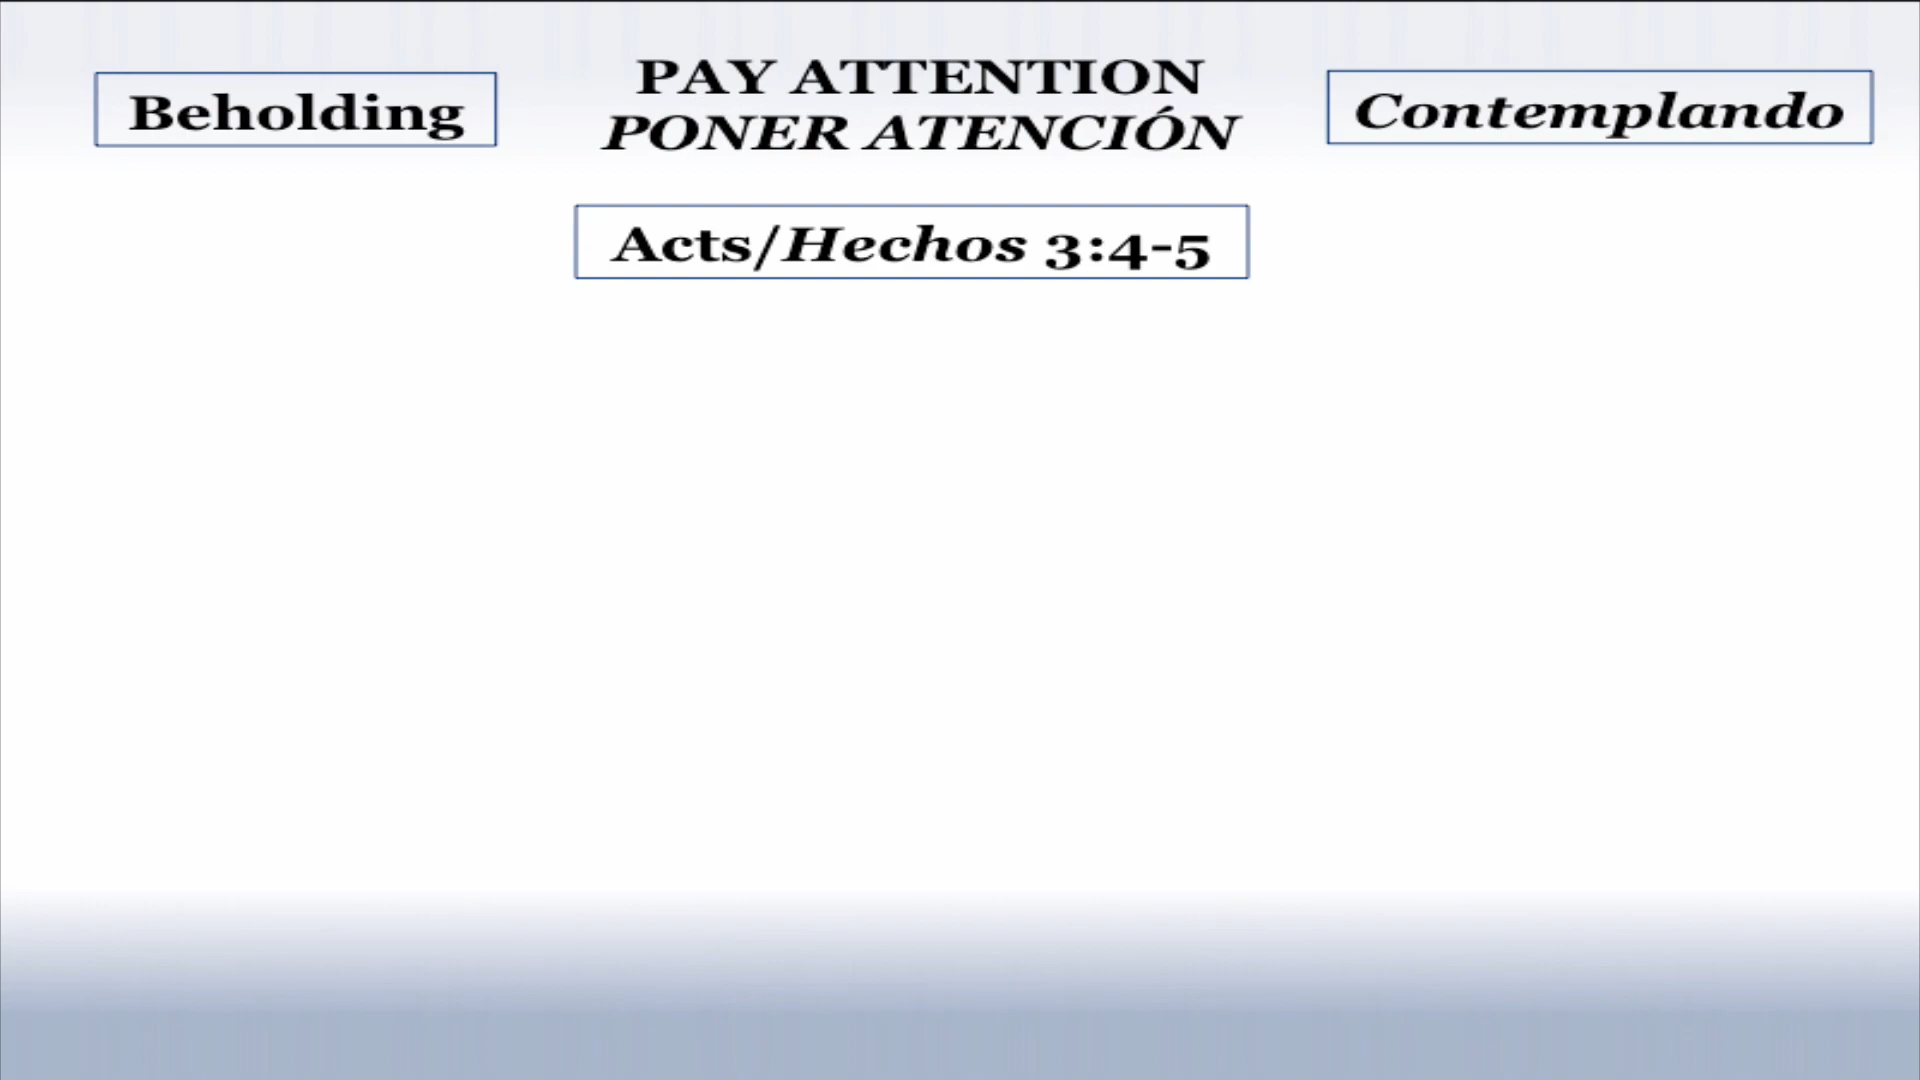 Beholding
PAY ATTENTION
PONER ATENCIÓN
Contemplando
Acts/Hechos 3:4-5